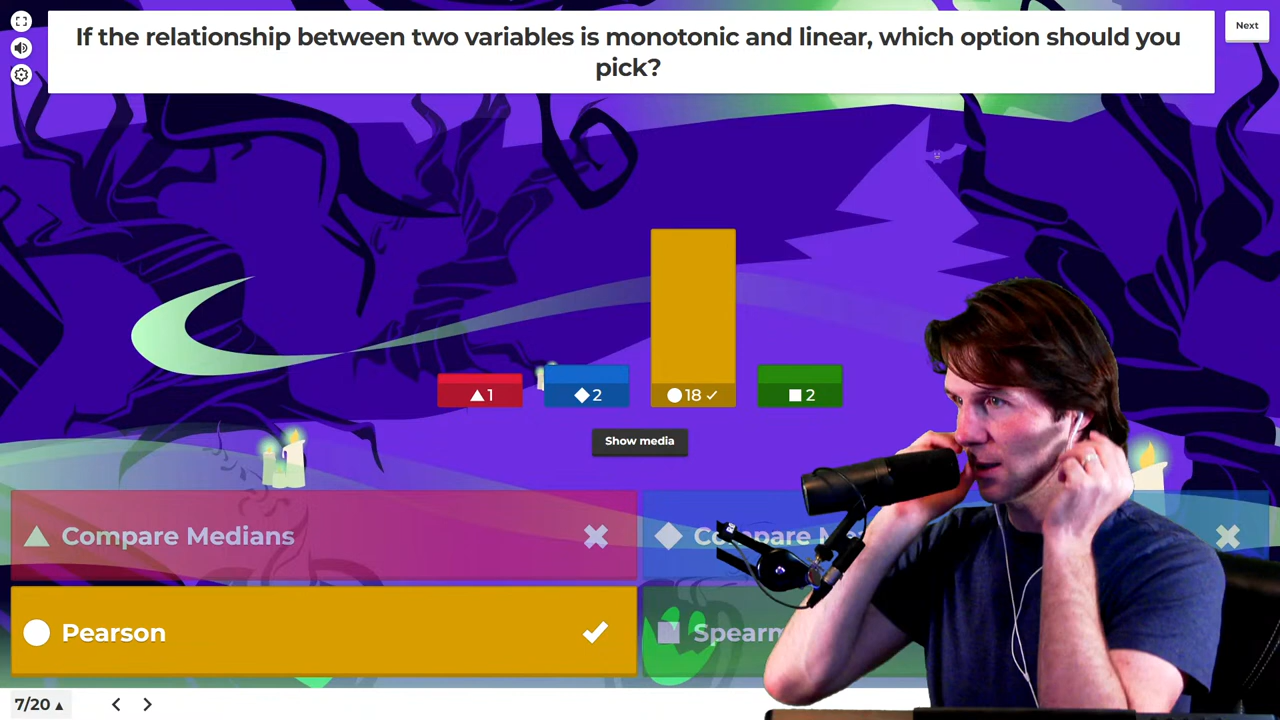 If the relationship between two variables is monotonic and linear, which option should you
pick?
Next
1
2
18
2
Show media
Compare Medians
Pearson
7/20